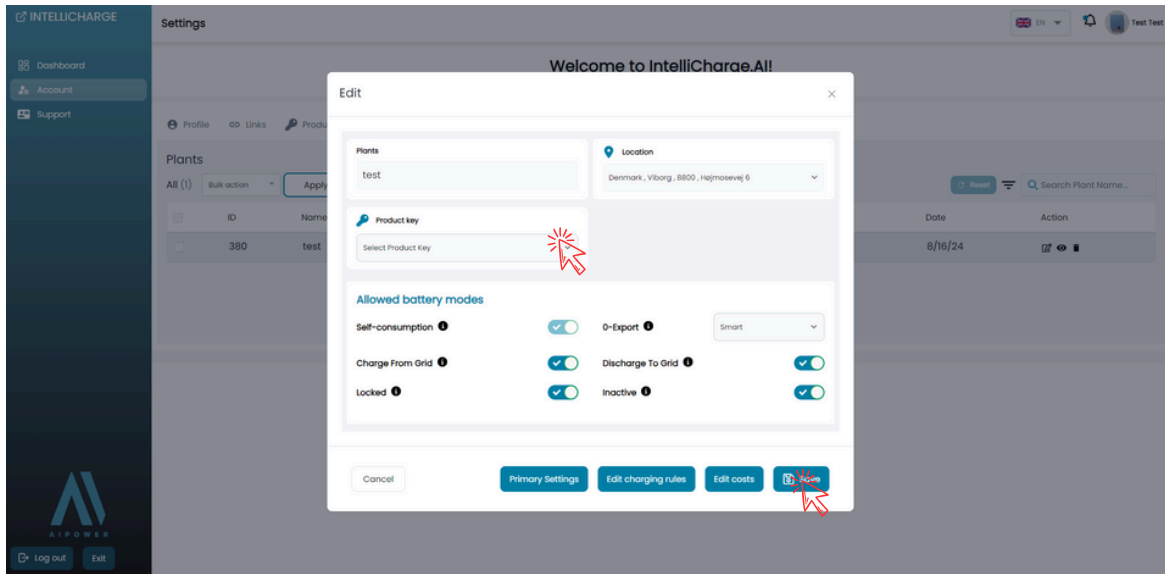 INTELLICHARGE
Settings
EN
Test Test
Dashboard
Account
Support
Welcome to IntelliCharge.AI!
Profile
Links
Plants
All (1)
Bulk action
Apply
Reset
Search Plant Name...
ID
Name
Date
Action
380
test
8/16/24
Edit
Plants
test
Location
Denmark , Viborg , 8800 , Højmosevej 6
Product key
Select Product Key
Allowed battery modes
Self-consumption
0-Export
Smart
Charge From Grid
Discharge To Grid
Locked
Inactive
Cancel
Primary Settings
Edit charging rules
Edit costs
Save
AIPOWER
Log out
Exit